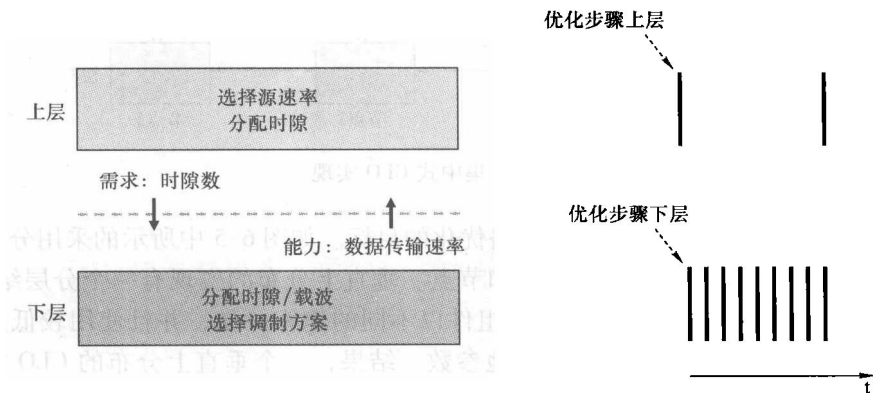 优化步骤上层
上层
选择源速率
分配时隙
需求：时隙数
能力：数据传输速率
下层
分配时隙/载波
选择调制方案
优化步骤下层
t